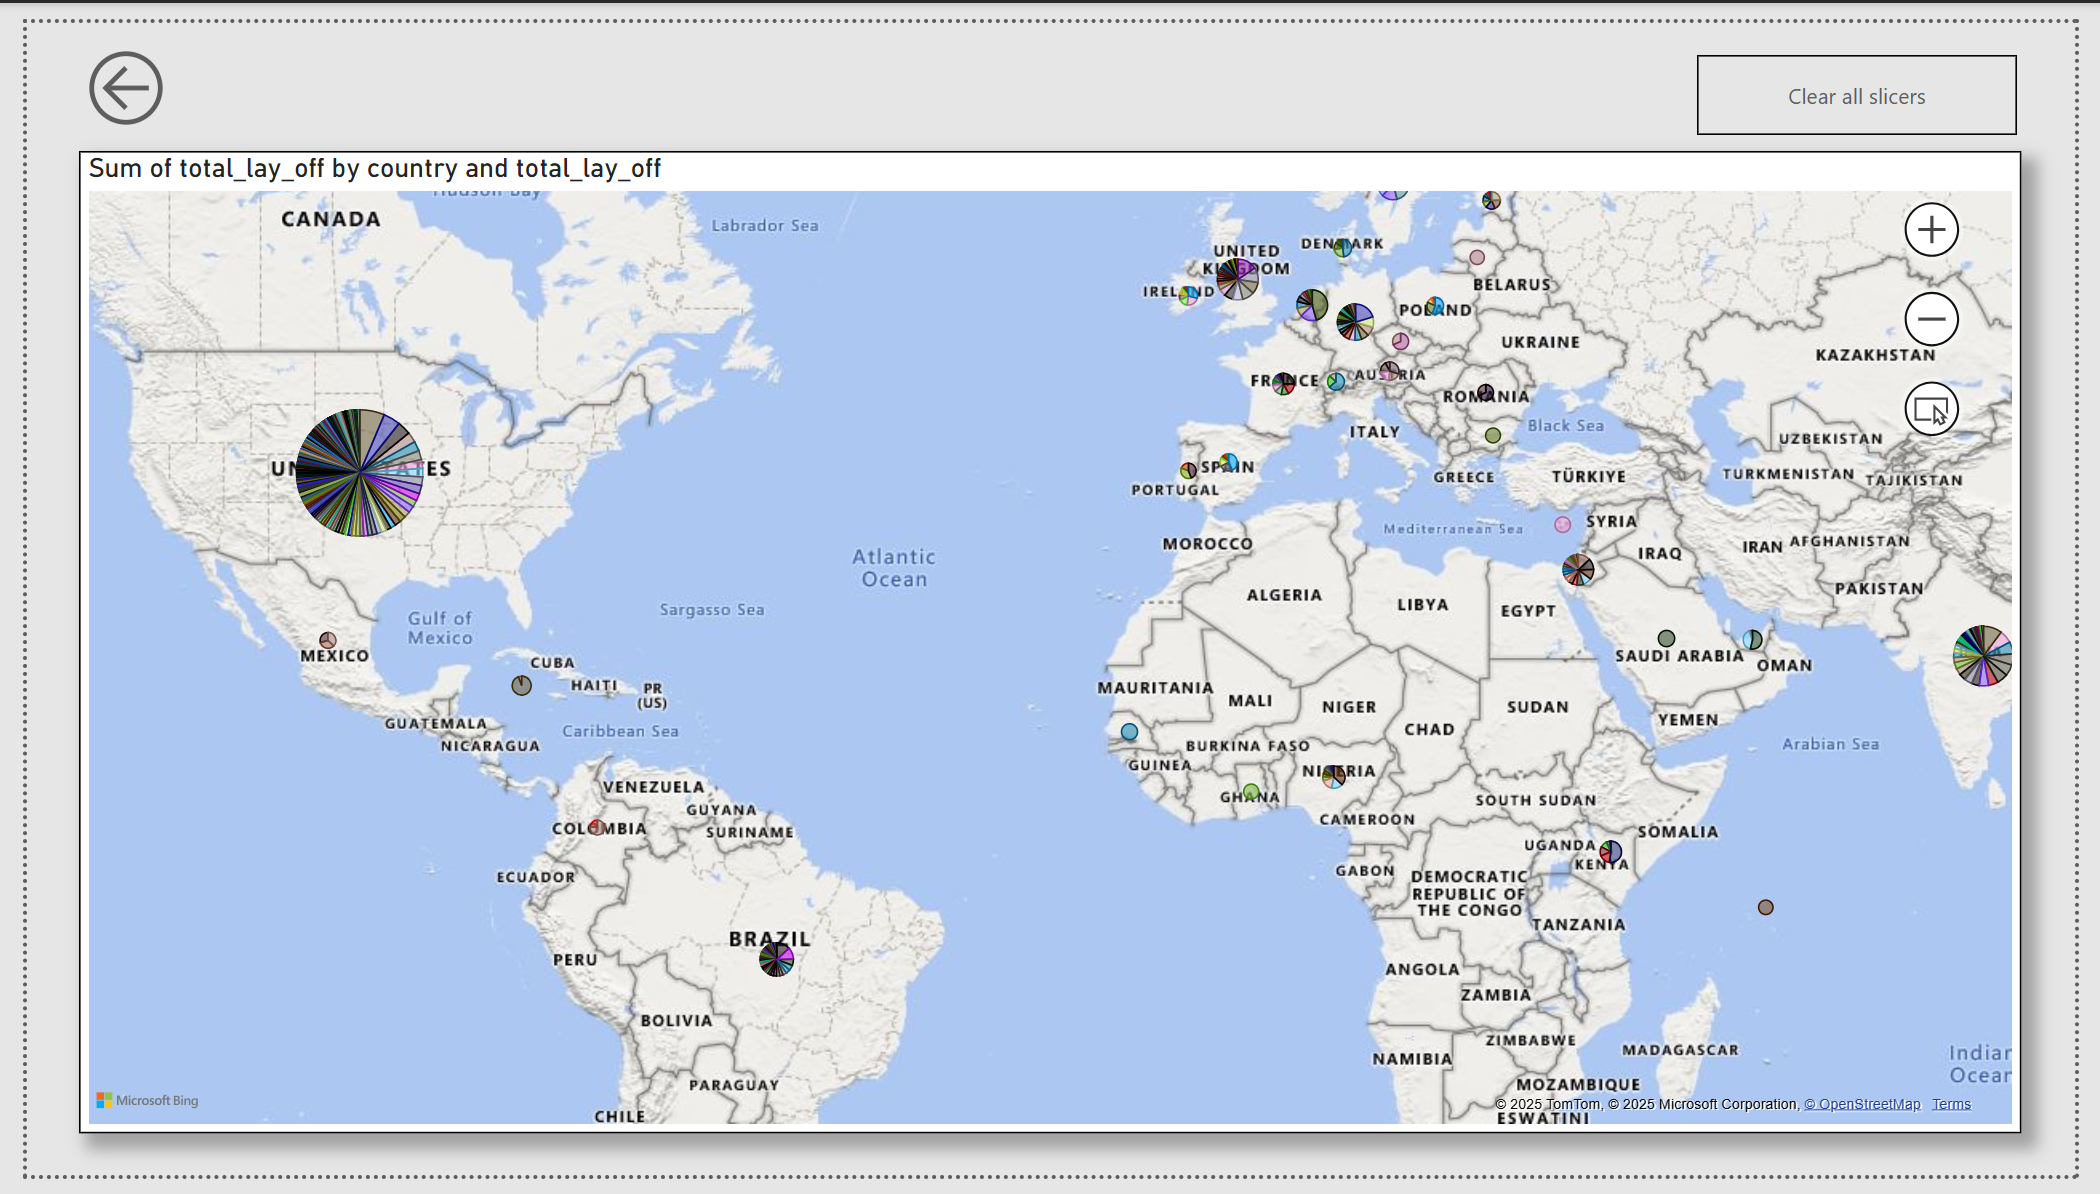 Clear all slicers
Sum of total_lay_off by country and total_lay_off
Hudson Bay
CANADA
Labrador Sea
UNITED
KINGDOM
DENMARK
IRELAND
BELARUS
POLAND
UKRAINE
KAZAKHSTAN
FRANCE
AUSTRIA
ROMANIA
ITALY
Black Sea
UZBEKISTAN
UNITED STATES
SPAIN
PORTUGAL
GREECE
TÜRKIYE
TURKMENISTAN
TAJIKISTAN
Mediterranean Sea
SYRIA
MOROCCO
IRAQ
IRAN
AFGHANISTAN
Atlantic
Ocean
PAKISTAN
ALGERIA
LIBYA
EGYPT
Sargasso Sea
Gulf of
Mexico
MEXICO
CUBA
HAITI
PR
(US)
SAUDI ARABIA
OMAN
MAURITANIA
MALI
NIGER
SUDAN
CHAD
YEMEN
GUATEMALA
NICARAGUA
Caribbean Sea
BURKINA FASO
Arabian Sea
GUINEA
NIGERIA
VENEZUELA
GUYANA
SURINAME
COLOMBIA
GHANA
CAMEROON
SOUTH SUDAN
SOMALIA
UGANDA
KENYA
ECUADOR
GABON
DEMOCRATIC
REPUBLIC OF
THE CONGO
TANZANIA
BRAZIL
PERU
ANGOLA
ZAMBIA
BOLIVIA
ZIMBABWE
MADAGASCAR
NAMIBIA
Indian
Ocean
PARAGUAY
MOZAMBIQUE
Microsoft Bing
© 2025 TomTom, © 2025 Microsoft Corporation, © OpenStreetMap Terms
CHILE
ESWATINI